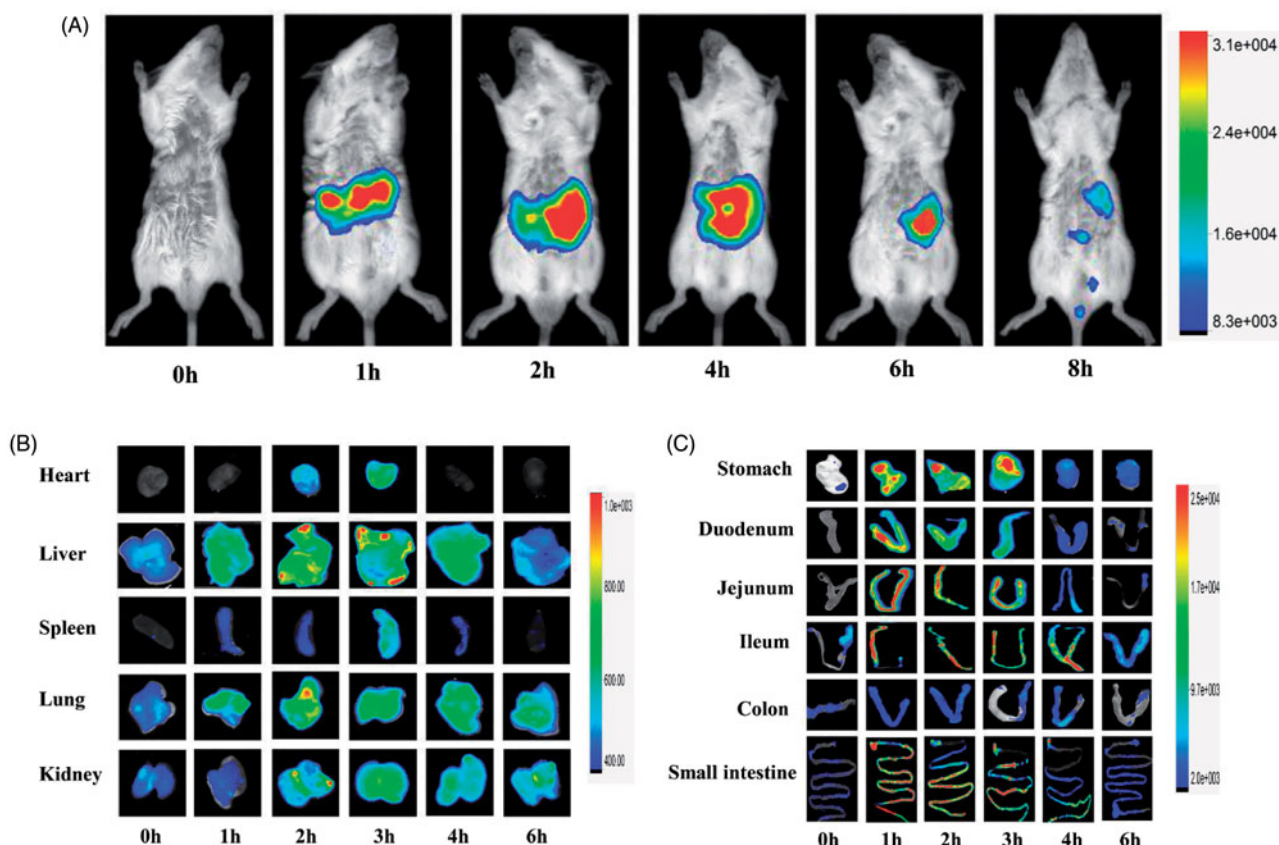 (A)
3.1e+004
2.4e+004
1.6e+004
8.3e+003
0h 1h 2h 4h 6h 8h
(B)
Heart
Liver
Spleen
Lung
Kidney
1.0e+003
800.00
600.00
400.00
0h 1h 2h 3h 4h 6h
(C)
Stomach
Duodenum
Jejunum
Ileum
Colon
Small intestine
2.5e+004
1.7e+004
9.7e+003
2.0e+003
0h 1h 2h 3h 4h 6h